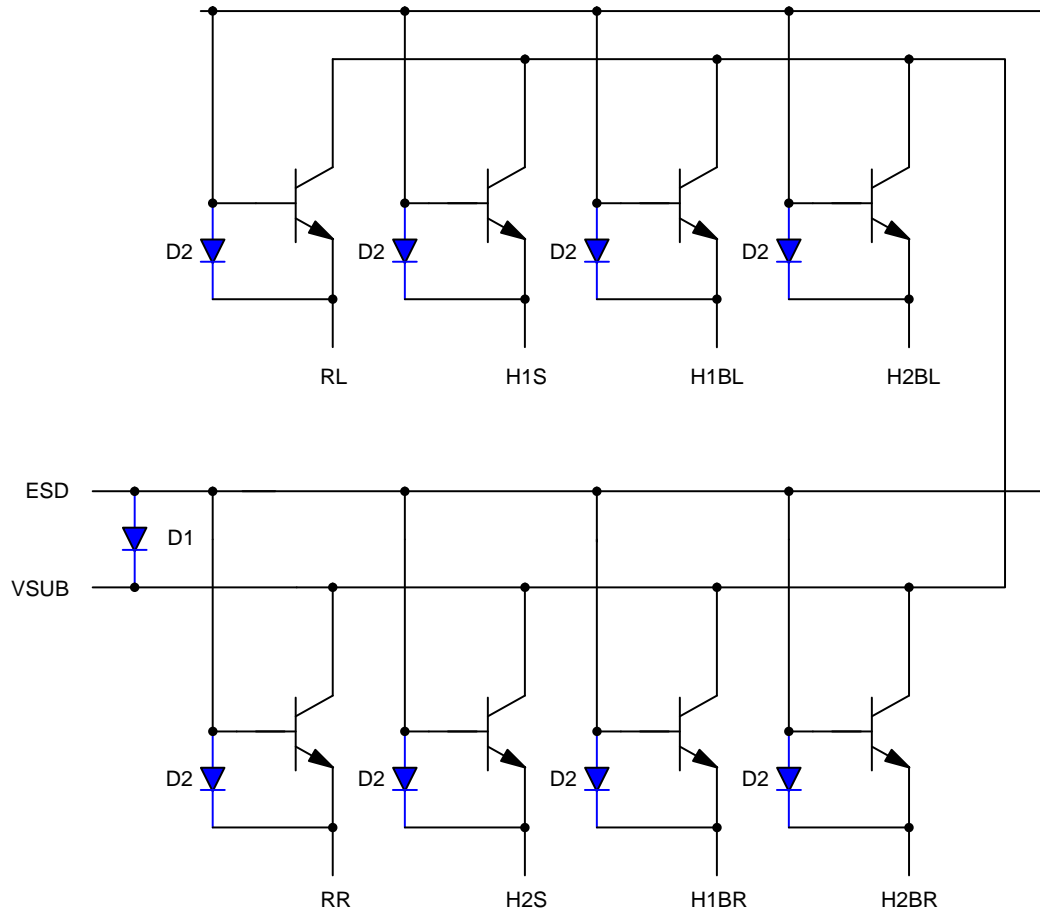 D2 D2 D2 D2
RL H1S H1BL H2BL
ESD
D1
VSUB
D2 D2 D2 D2
RR H2S H1BR H2BR